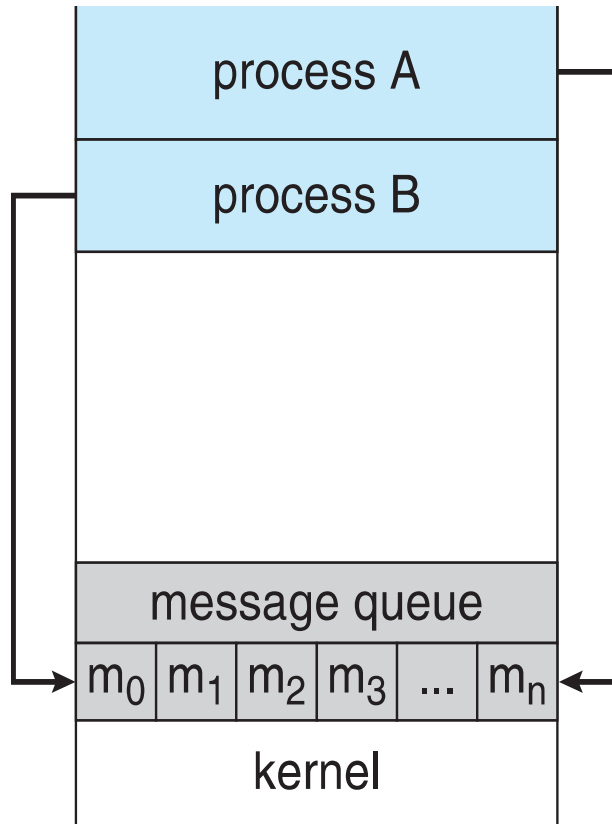 process A
process B
message queue
m₀ m₁ m₂ m₃ ... mₙ
kernel